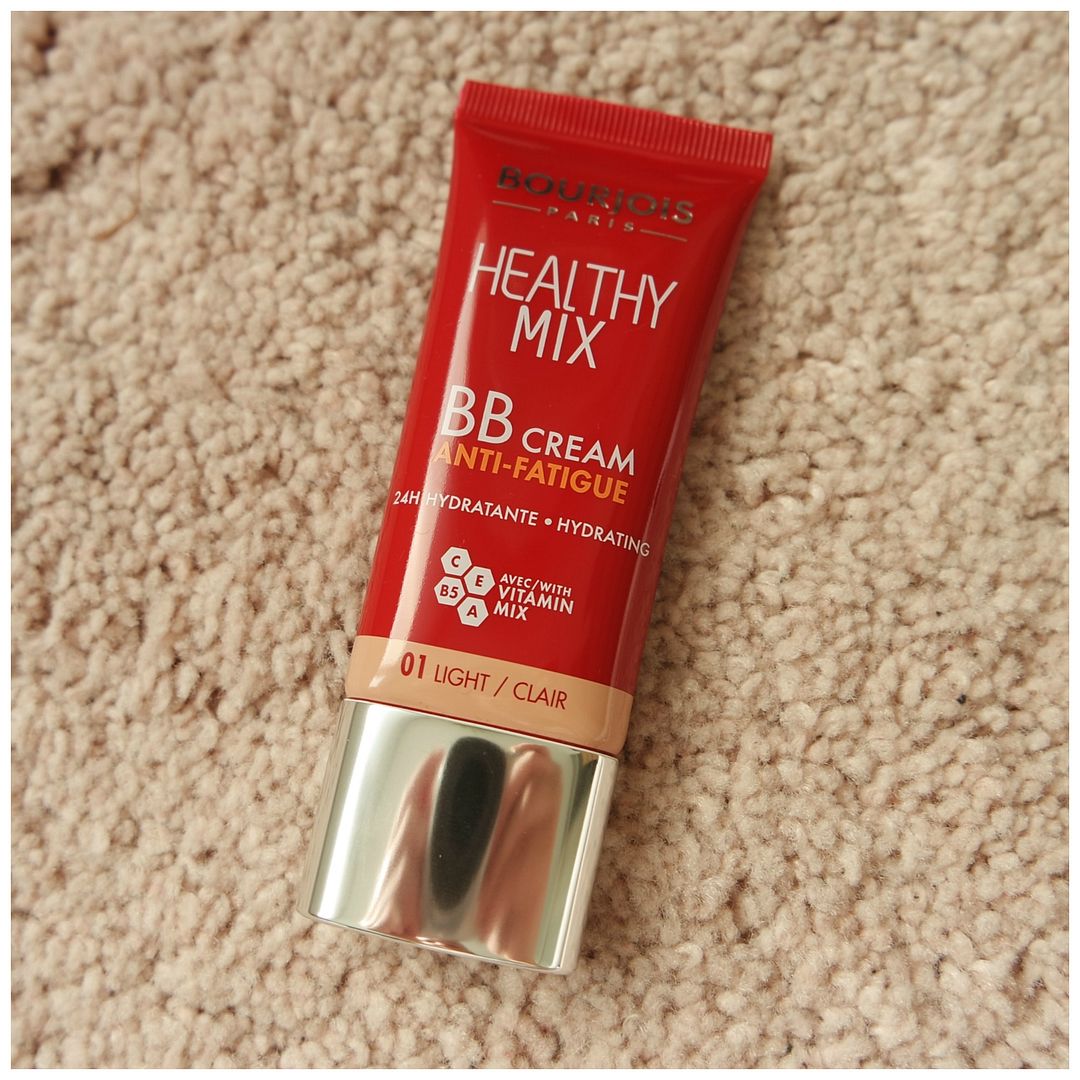 BOURJOIS
PARIS
HEALTHY
MIX
BB CREAM
ANTI-FATIGUE
24H HYDRATANTE • HYDRATING
C
E
B5
A
AVEC/WITH
VITAMIN
MIX
01 LIGHT / CLAIR